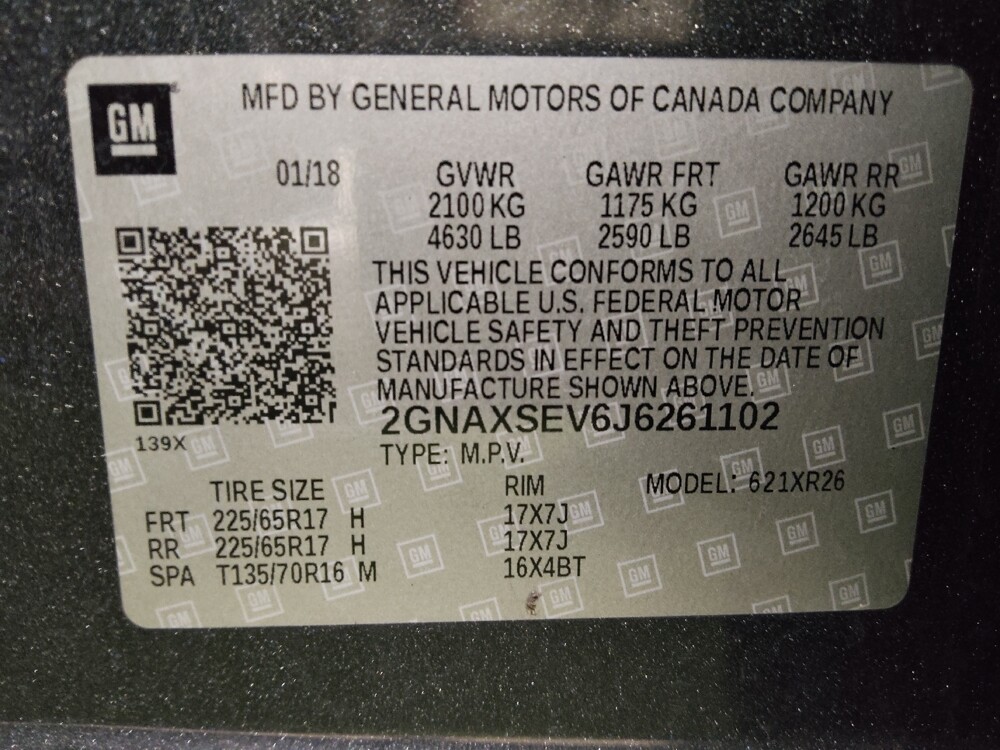 GM
MFD BY GENERAL MOTORS OF CANADA COMPANY
01/18 GVWR GAWR FRT GAWR RR
2100 KG 1175 KG 1200 KG
4630 LB 2590 LB 2645 LB
THIS VEHICLE CONFORMS TO ALL
APPLICABLE U.S. FEDERAL MOTOR
VEHICLE SAFETY AND THEFT PREVENTION
STANDARDS IN EFFECT ON THE DATE OF
MANUFACTURE SHOWN ABOVE.
2GNAXSEV6J6261102
139X
TYPE: M.P.V.
TIRE SIZE RIM MODEL: 621XR26
FRT 225/65R17 H 17X7J
RR 225/65R17 H 17X7J
SPA T135/70R16 M 16X4BT